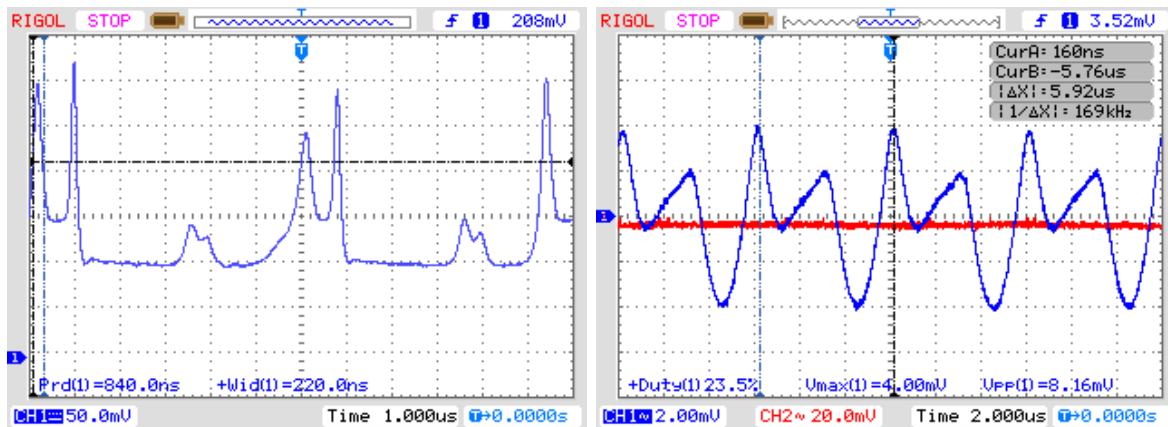 RIGOL STOP T f 1 208mV
T
1
Prd(1)=840.0ns +Wid(1)=220.0ns
CH1 50.0mV Time 1.000us T→0.0000s
RIGOL STOP T f 1 3.52mV
T
CurA: 160ns
CurB:-5.76us
|ΔX|: 5.92us
|1/ΔX|: 169kHz
1
+Duty(1)23.5% Vmax(1)=4.00mV Vpp(1)=8.16mV
CH1~ 2.00mV CH2~ 20.0mV Time 2.000us T→0.0000s